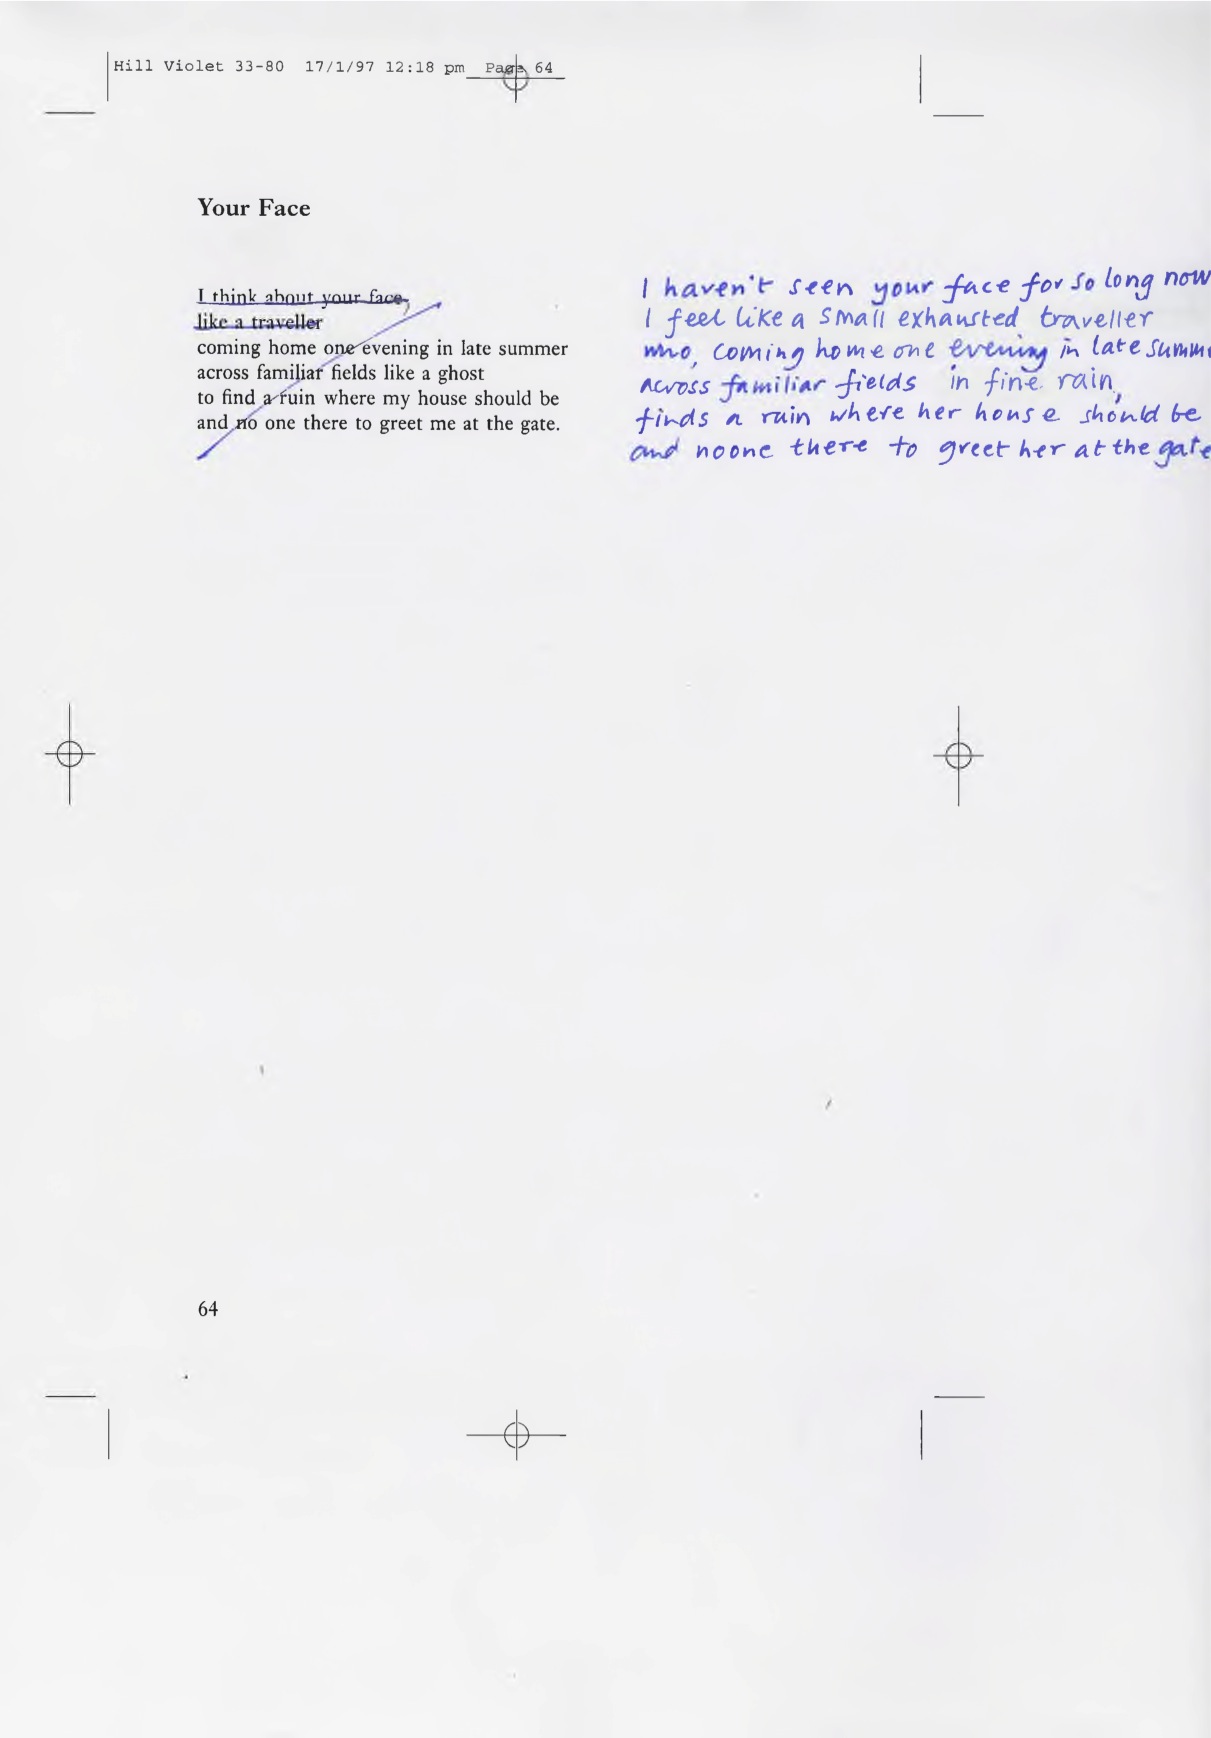 Hill Violet 33-80  17/1/97 12:18 pm  Page 64
Your Face
I think about your face,
like a traveller
coming home one evening in late summer
across familiar fields like a ghost
to find a ruin where my house should be
and no one there to greet me at the gate.
I haven't seen your face for so long now
I feel like a small exhausted traveller
who, coming home one evening in late summe
across familiar fields in fine rain,
finds a ruin where her house should be
and noone there to greet her at the gate
64